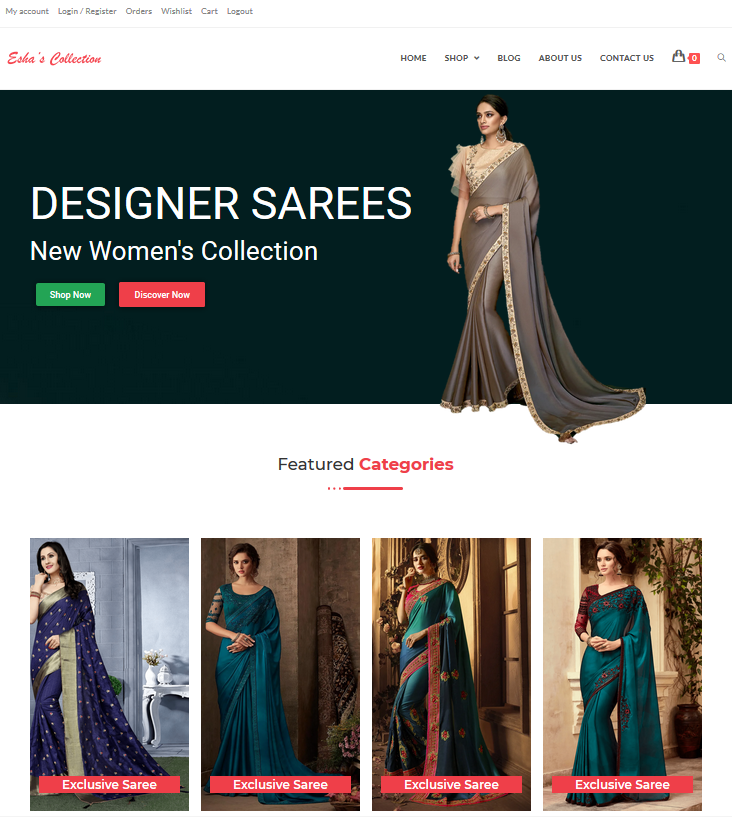 My account Login / Register Orders Wishlist Cart Logout
Esha's Collection
HOME SHOP BLOG ABOUT US CONTACT US 0
DESIGNER SAREES
New Women's Collection
Shop Now Discover Now
Featured Categories
Exclusive Saree Exclusive Saree Exclusive Saree Exclusive Saree